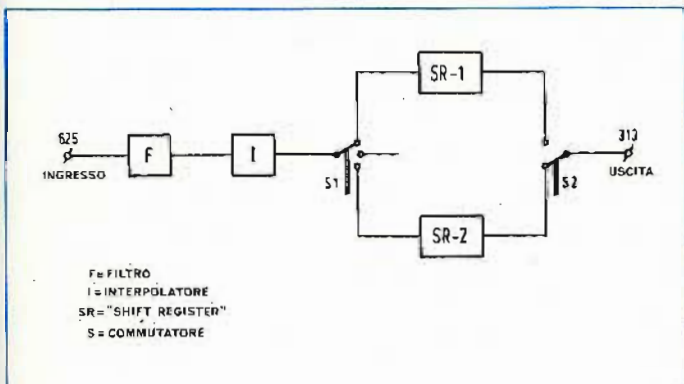 SR-1
625
313
F
I
INGRESSO
S1
S2
USCITA
SR-2
F = FILTRO
I = INTERPOLATORE
SR = "SHIFT REGISTER"
S = COMMUTATORE